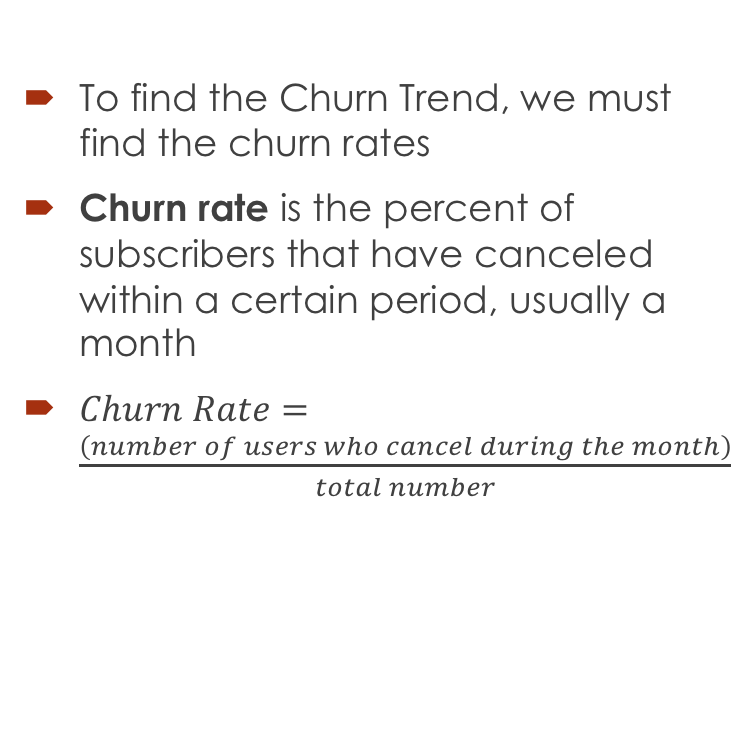 To find the Churn Trend, we must
find the churn rates
Churn rate is the percent of
subscribers that have canceled
within a certain period, usually a
month
Churn Rate =
(number of users who cancel during the month)
total number